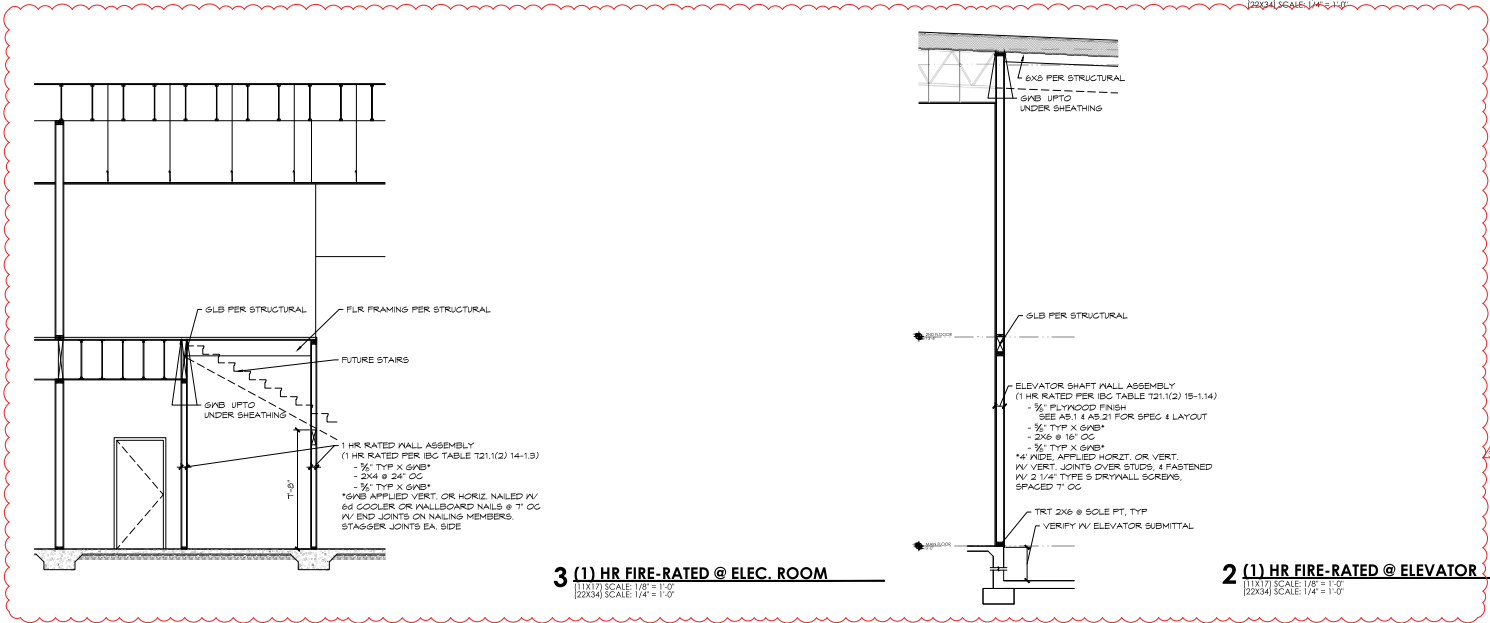 (22X34) SCALE: 1/4" = 1'-0"
GLB PER STRUCTURAL
FLR FRAMING PER STRUCTURAL
FUTURE STAIRS
GWB UPTO
UNDER SHEATHING
1 HR RATED WALL ASSEMBLY
(1 HR RATED PER IBC TABLE 721.1(2) 14-1.3)
- ⅝" TYP X GWB*
- 2X4 @ 24" OC
- ⅝" TYP X GWB*
*GWB APPLIED VERT. OR HORIZ. NAILED W/
6d COOLER OR WALLBOARD NAILS @ 7" OC
W/ END JOINTS ON NAILING MEMBERS.
STAGGER JOINTS EA. SIDE
7'-8"
3 (1) HR FIRE-RATED @ ELEC. ROOM
(11X17) SCALE: 1/8" = 1'-0"
(22X34) SCALE: 1/4" = 1'-0"
6X8 PER STRUCTURAL
GWB UPTO
UNDER SHEATHING
GLB PER STRUCTURAL
2ND FLOOR
ELEVATOR SHAFT WALL ASSEMBLY
(1 HR RATED PER IBC TABLE 721.1(2) 15-1.14)
- ⅝" PLYWOOD FINISH
SEE A5.1 & A5.21 FOR SPEC & LAYOUT
- ⅝" TYP X GWB*
- 2X6 @ 16" OC
- ⅝" TYP X GWB*
*4' WIDE, APPLIED HORZT. OR VERT.
W/ VERT. JOINTS OVER STUDS, & FASTENED
W/ 2 1/4" TYPE S DRYWALL SCREWS,
SPACED 7" OC
TRT 2X6 @ SOLE PT, TYP
VERIFY W/ ELEVATOR SUBMITTAL
MAIN FLOOR
2 (1) HR FIRE-RATED @ ELEVATOR
(11X17) SCALE: 1/8" = 1'-0"
(22X34) SCALE: 1/4" = 1'-0"